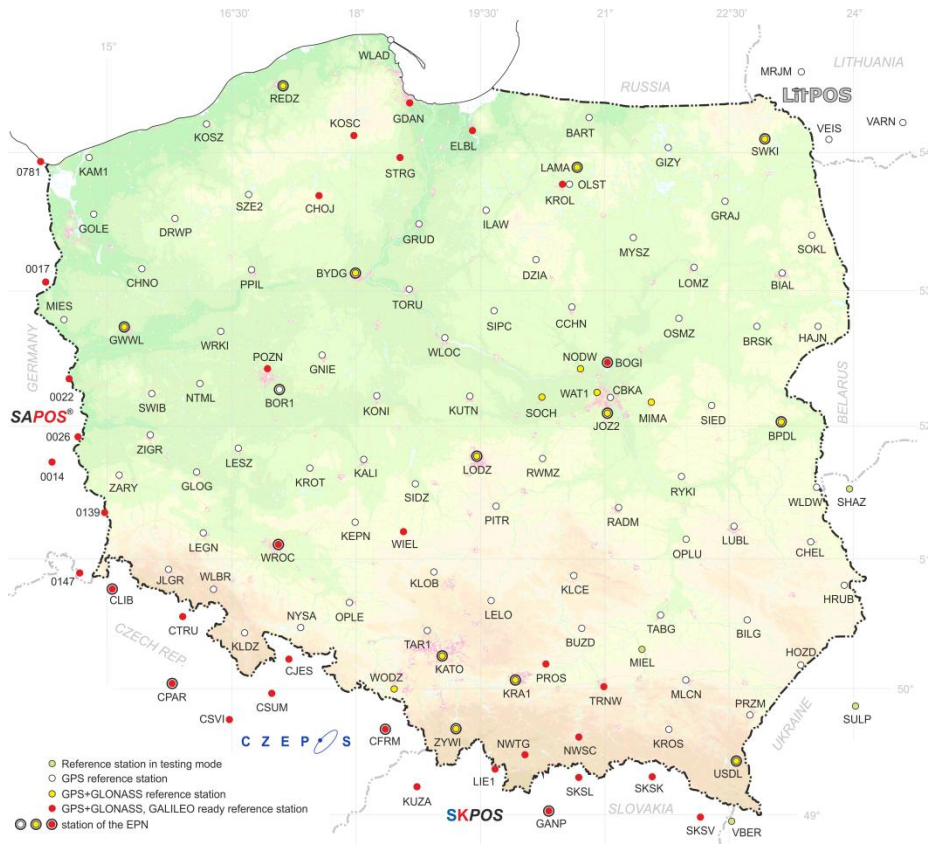 16°30 18° 19°30 21° 22°30 24°
15°
WLAD
LITHUANIA
MRJM
RUSSIA
LitPOS
REDZ
GDAN
KOSC
KOSZ
ELBL
BART
VARN
VEIS
SWKI
GIZY
54°
0781
KAM1
STRG
LAMA
OLST
KROL
SZE2
CHOJ
GRAJ
GOLE
DRWP
ILAW
GRUD
MYSZ
SOKL
0017
CHNO
PPIL
BYDG
DZIA
LOMZ
BIAL
53°
MIES
TORU
SIPC
CCHN
OSMZ
BRSK
HAJN
GERMANY
GWWL
WRKI
WLOC
GNIE
POZN
NODW
BOGI
0022
SWIB
NTML
BOR1
KONI
KUTN
WAT1
CBKA
SOCH
MIMA
SIED
BELARUS
SAPOS®
JOZ2
BPDL
52°
0026
ZIGR
LESZ
0014
ZARY
GLOG
KROT
KALI
LODZ
RWMZ
SIDZ
RYKI
WLDW
SHAZ
0139
PITR
RADM
LEGN
KEPN
WIEL
LUBL
OPLU
CHEL
WROC
51°
0147
JLGR
WLBR
KLOB
KLCE
CLIB
HRUB
OPLE
LELO
CTRU
NYSA
TABG
BILG
CZECH REP.
KLDZ
TAR1
BUZD
HOZD
MIEL
CJES
KATO
PROS
CPAR
WODZ
KRA1
TRNW
MLCN
50°
CSUM
PRZM
SULP
UKRAINE
CSVI
CZEPOS
CFRM
ZYWI
NWTG
NWSC
KROS
USDL
LIE1
SKSL
SKSK
KUZA
SKPOS
GANP
SLOVAKIA
SKSV
VBER
49°
Reference station in testing mode
GPS reference station
GPS+GLONASS reference station
GPS+GLONASS, GALILEO ready reference station
station of the EPN